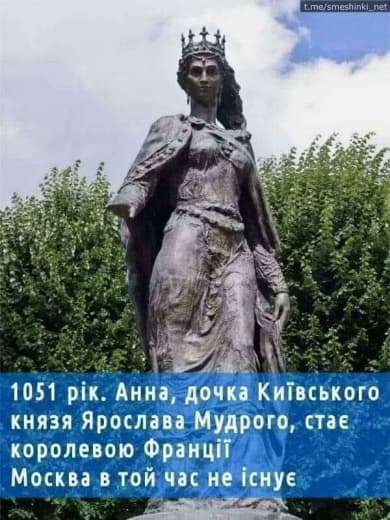 t.me/smeshinki_net
1051 рік. Анна, дочка Київського
князя Ярослава Мудрого, стає
королевою Франції
Москва в той час не існує